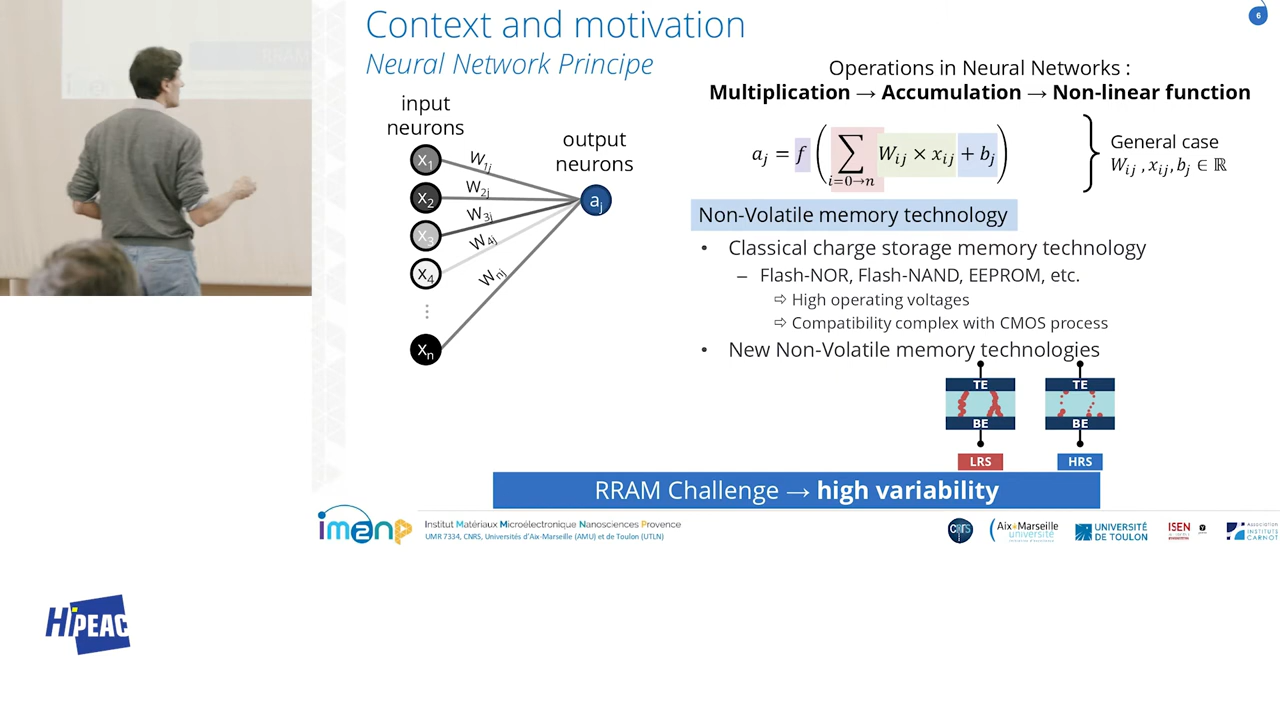 Context and motivation
6
Neural Network Principe
Operations in Neural Networks :
Multiplication → Accumulation → Non-linear function
input
neurons
output
neurons
x1
x2
x3
x4
⋮
xn
W1j
W2j
W3j
W4j
Wnj
aj
aj = f ( ∑ i=0→n Wij × xij + bj )
General case
Wij , xij, bj ∈ ℝ
Non-Volatile memory technology
• Classical charge storage memory technology
– Flash-NOR, Flash-NAND, EEPROM, etc.
⇨ High operating voltages
⇨ Compatibility complex with CMOS process
• New Non-Volatile memory technologies
TE TE
BE BE
LRS HRS
RRAM Challenge → high variability
im2np
Institut Matériaux Microélectronique Nanosciences Provence
UMR 7334, CNRS, Universités d'Aix-Marseille (AMU) et de Toulon (UTLN)
CNRS
Aix+Marseille
université
UNIVERSITÉ
DE TOULON
ISEN
INSTITUTS
CARNOT
HiPEAC